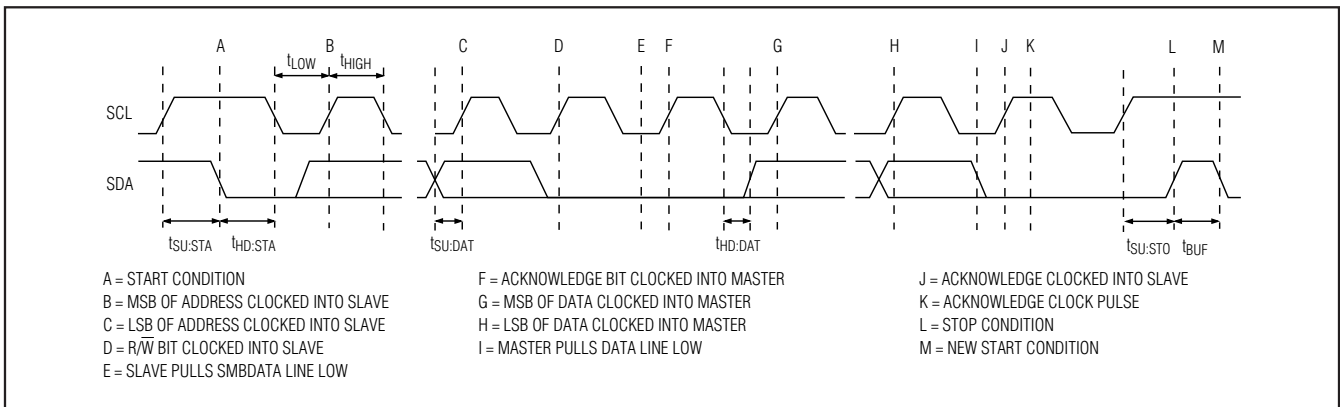 A B C D E F G H I J K L M
tLOW tHIGH
SCL
SDA
tSU:STA tHD:STA tSU:DAT tHD:DAT tSU:STO tBUF
A = START CONDITION
B = MSB OF ADDRESS CLOCKED INTO SLAVE
C = LSB OF ADDRESS CLOCKED INTO SLAVE
D = R/W̅ BIT CLOCKED INTO SLAVE
E = SLAVE PULLS SMBDATA LINE LOW
F = ACKNOWLEDGE BIT CLOCKED INTO MASTER
G = MSB OF DATA CLOCKED INTO MASTER
H = LSB OF DATA CLOCKED INTO MASTER
I = MASTER PULLS DATA LINE LOW
J = ACKNOWLEDGE CLOCKED INTO SLAVE
K = ACKNOWLEDGE CLOCK PULSE
L = STOP CONDITION
M = NEW START CONDITION